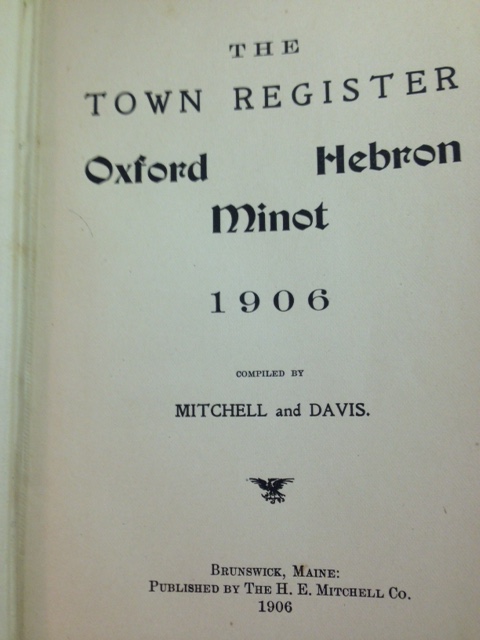 THE
TOWN REGISTER
Oxford Hebron
Minot
1906
COMPILED BY
MITCHELL and DAVIS.
BRUNSWICK, MAINE:
PUBLISHED BY THE H. E. MITCHELL CO.
1906